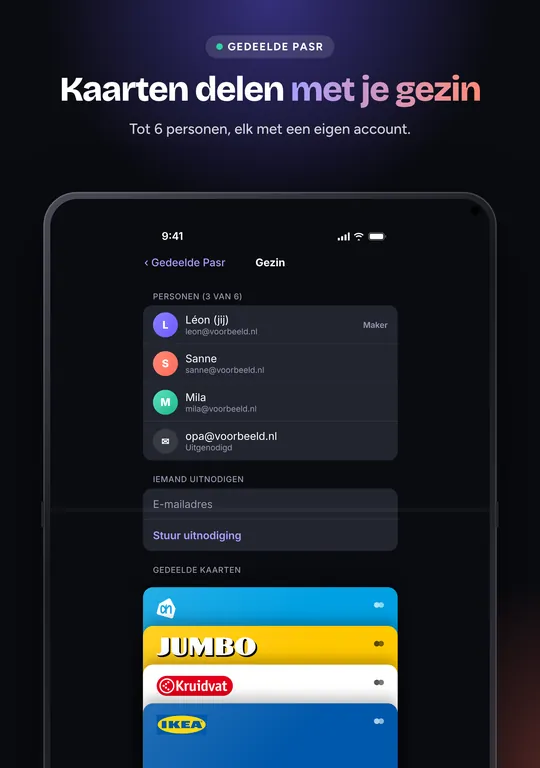 GEDEELDE PASR
Kaarten delen met je gezin
Tot 6 personen, elk met een eigen account.
9:41
‹ Gedeelde Pasr Gezin
PERSONEN (3 VAN 6)
L Léon (jij) Maker
leon@voorbeeld.nl
S Sanne
sanne@voorbeeld.nl
M Mila
mila@voorbeeld.nl
opa@voorbeeld.nl
Uitgenodigd
IEMAND UITNODIGEN
E-mailadres
Stuur uitnodiging
GEDEELDE KAARTEN
JUMBO
Kruidvat
IKEA